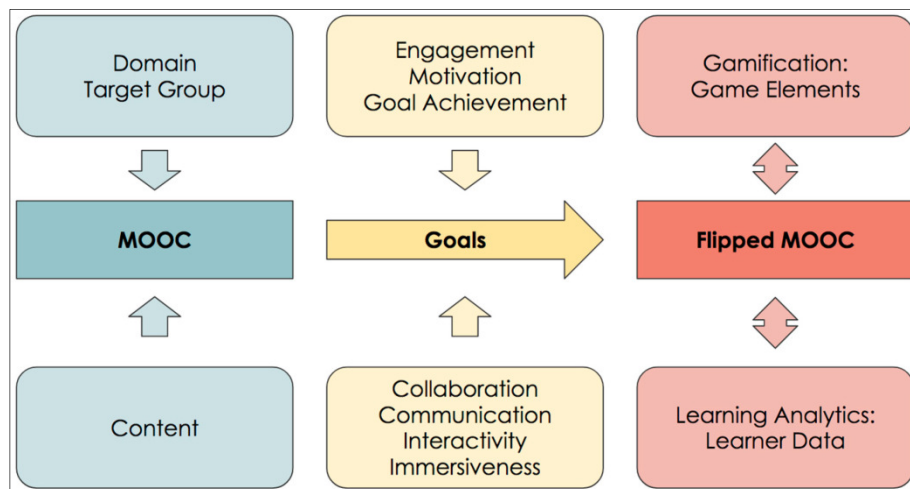 Domain
Target Group
Engagement
Motivation
Goal Achievement
Gamification:
Game Elements
MOOC
Goals
Flipped MOOC
Content
Collaboration
Communication
Interactivity
Immersiveness
Learning Analytics:
Learner Data